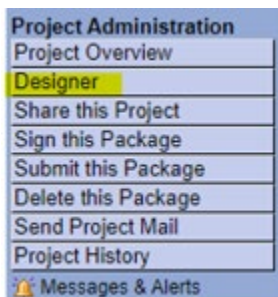 Project Administration
Project Overview
Designer
Share this Project
Sign this Package
Submit this Package
Delete this Package
Send Project Mail
Project History
Messages & Alerts